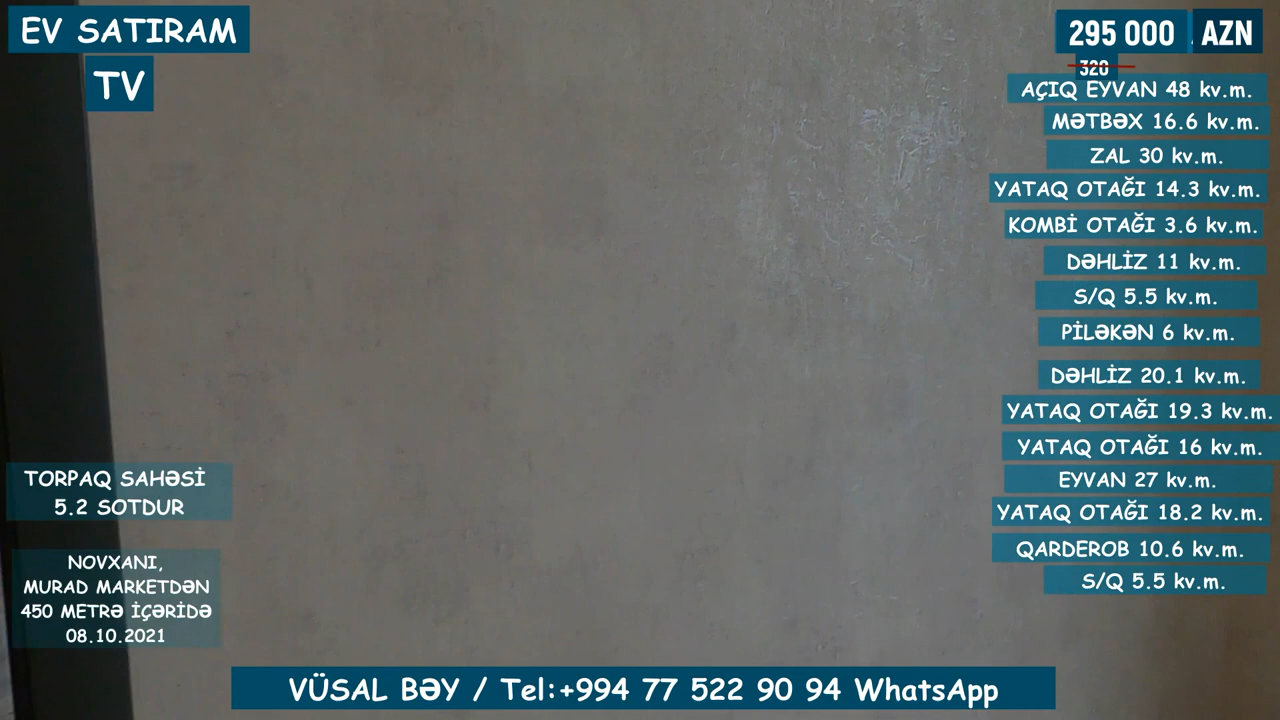 EV SATIRAM
TV
295 000 AZN
320
AÇIQ EYVAN 48 kv.m.
MƏTBƏX 16.6 kv.m.
ZAL 30 kv.m.
YATAQ OTAĞI 14.3 kv.m.
KOMBİ OTAĞI 3.6 kv.m.
DƏHLİZ 11 kv.m.
S/Q 5.5 kv.m.
PİLƏKƏN 6 kv.m.
DƏHLİZ 20.1 kv.m.
YATAQ OTAĞI 19.3 kv.m.
YATAQ OTAĞI 16 kv.m.
EYVAN 27 kv.m.
YATAQ OTAĞI 18.2 kv.m.
QARDEROB 10.6 kv.m.
S/Q 5.5 kv.m.
TORPAQ SAHƏSİ
5.2 SOTDUR
NOVXANI,
MURAD MARKETDƏN
450 METRƏ İÇƏRİDƏ
08.10.2021
VÜSAL BƏY / Tel:+994 77 522 90 94 WhatsApp